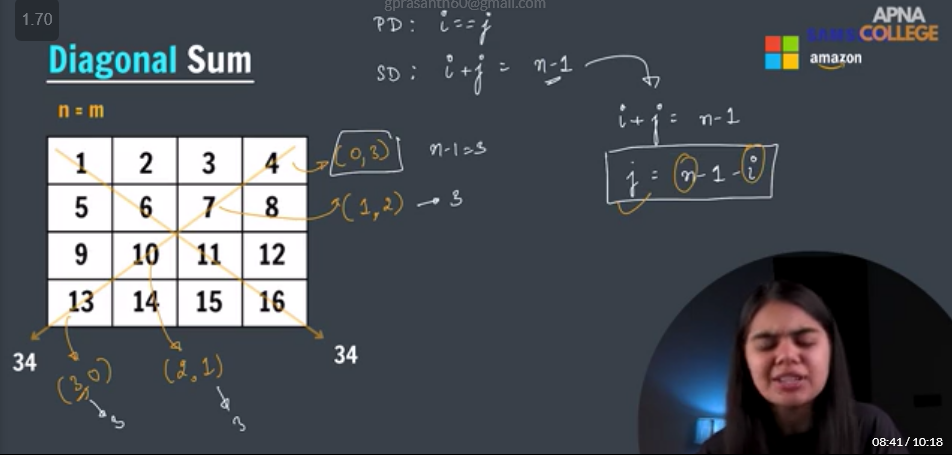 1.70
gprasanth60@gmail.com
PD: i==j
SD: i+j = n-1
APNA
COLLEGE
amazon
Diagonal Sum
n = m
i+j = n-1
j = n-1-i
1 2 3 4
(0,3) n-1=3
5 6 7 8
(1,2) → 3
9 10 11 12
13 14 15 16
34
34
(3,0)
(2,1)
3
3
08:41 / 10:18